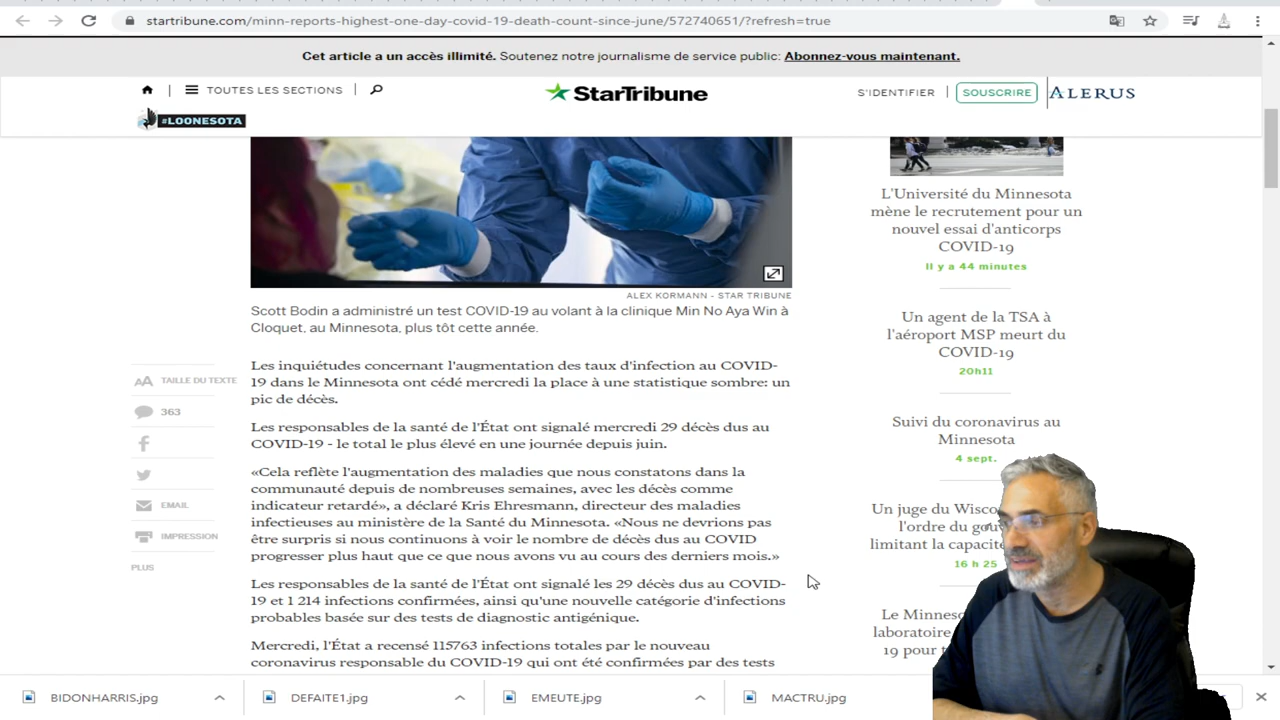 startribune.com/minn-reports-highest-one-day-covid-19-death-count-since-june/572740651/?refresh=true
Cet article a un accès illimité. Soutenez notre journalisme de service public: Abonnez-vous maintenant.
TOUTES LES SECTIONS
StarTribune
S'IDENTIFIER
SOUSCRIRE
ALERUS
#LOONESOTA
ALEX KORMANN - STAR TRIBUNE
Scott Bodin a administré un test COVID-19 au volant à la clinique Min No Aya Win à
Cloquet, au Minnesota, plus tôt cette année.
AA TAILLE DU TEXTE
363
EMAIL
IMPRESSION
PLUS
Les inquiétudes concernant l'augmentation des taux d'infection au COVID-
19 dans le Minnesota ont cédé mercredi la place à une statistique sombre: un
pic de décès.
Les responsables de la santé de l'État ont signalé mercredi 29 décès dus au
COVID-19 - le total le plus élevé en une journée depuis juin.
«Cela reflète l'augmentation des maladies que nous constatons dans la
communauté depuis de nombreuses semaines, avec les décès comme
indicateur retardé», a déclaré Kris Ehresmann, directeur des maladies
infectieuses au ministère de la Santé du Minnesota. «Nous ne devrions pas
être surpris si nous continuons à voir le nombre de décès dus au COVID
progresser plus haut que ce que nous avons vu au cours des derniers mois.»
Les responsables de la santé de l'État ont signalé les 29 décès dus au COVID-
19 et 1 214 infections confirmées, ainsi qu'une nouvelle catégorie d'infections
probables basée sur des tests de diagnostic antigénique.
Mercredi, l'État a recensé 115763 infections totales par le nouveau
coronavirus responsable du COVID-19 qui ont été confirmées par des tests
L'Université du Minnesota
mène le recrutement pour un
nouvel essai d'anticorps
COVID-19
Il y a 44 minutes
Un agent de la TSA à
l'aéroport MSP meurt du
COVID-19
20h11
Suivi du coronavirus au
Minnesota
4 sept.
Un juge du
l'ordre du
limitant la
16 h 25
Le
laboratoire
19 pour
BIDONHARRIS.jpg
DEFAITE1.jpg
EMEUTE.jpg
MACTRU.jpg